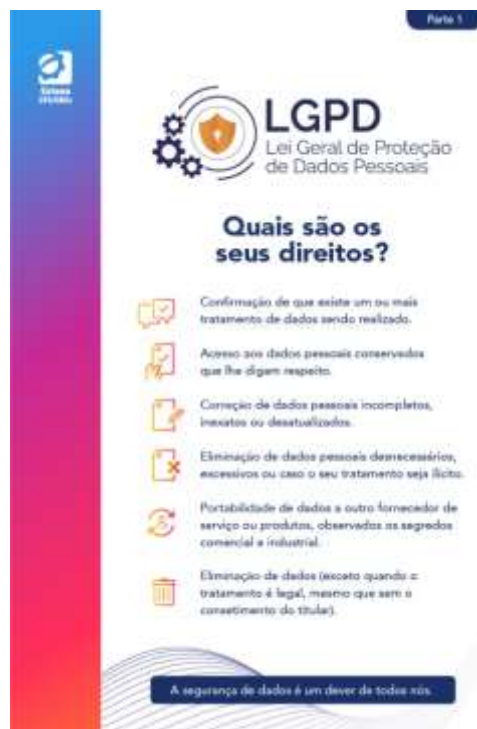 Parte 1
Sistema
LGPD
Lei Geral de Proteção
de Dados Pessoais
Quais são os
seus direitos?
Confirmação de que existe um ou mais
tratamento de dados sendo realizado.
Acesso aos dados pessoais conservados
que lhe digam respeito.
Correção de dados pessoais incompletos,
inexatos ou desatualizados.
Eliminação de dados pessoais desnecessários,
excessivos ou caso o seu tratamento seja ilícito.
Portabilidade de dados a outro fornecedor de
serviço ou produtos, observados os segredos
comercial e industrial.
Eliminação de dados (exceto quando o
tratamento é legal, mesmo que sem o
consetimento do titular).
A segurança de dados é um dever de todos nós.